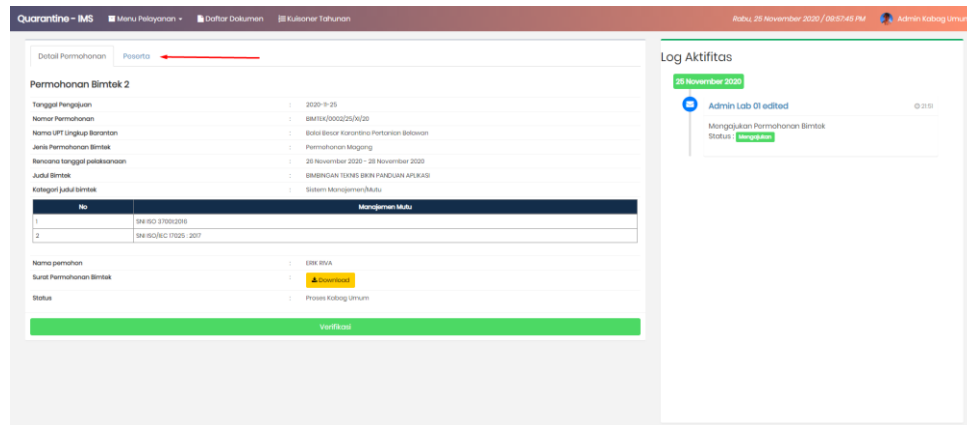 Quarantine - IMS Menu Pelayanan Daftar Dokumen Kuisoner Tahunan Rabu, 25 November 2020 / 09:57:45 PM Admin Kabag Umum
Detail Permohonan Peserta
Permohonan Bimtek 2
Tanggal Pengajuan : 2020-11-25
Nomor Permohonan : BIMTEK/0002/25/XI/20
Nama UPT Lingkup Barantan : Balai Besar Karantina Pertanian Belawan
Jenis Permohonan Bimtek : Permohonan Magang
Rencana tanggal pelaksanaan : 26 November 2020 - 28 November 2020
Judul Bimtek : BIMBINGAN TEKNIS BIKIN PANDUAN APLIKASI
Kategori judul bimtek : Sistem Manajemen/Mutu
No Manajemen Mutu
1 SNI ISO 37001:2016
2 SNI ISO/IEC 17025 : 2017
Nama pemohon : ERIK RIVA
Surat Permohonan Bimtek : Download
Status : Proses Kabag Umum
Verifikasi
Log Aktifitas
25 November 2020
Admin Lab 01 edited 21:51
Mengajukan Permohonan Bimtek
Status : Mengajukan